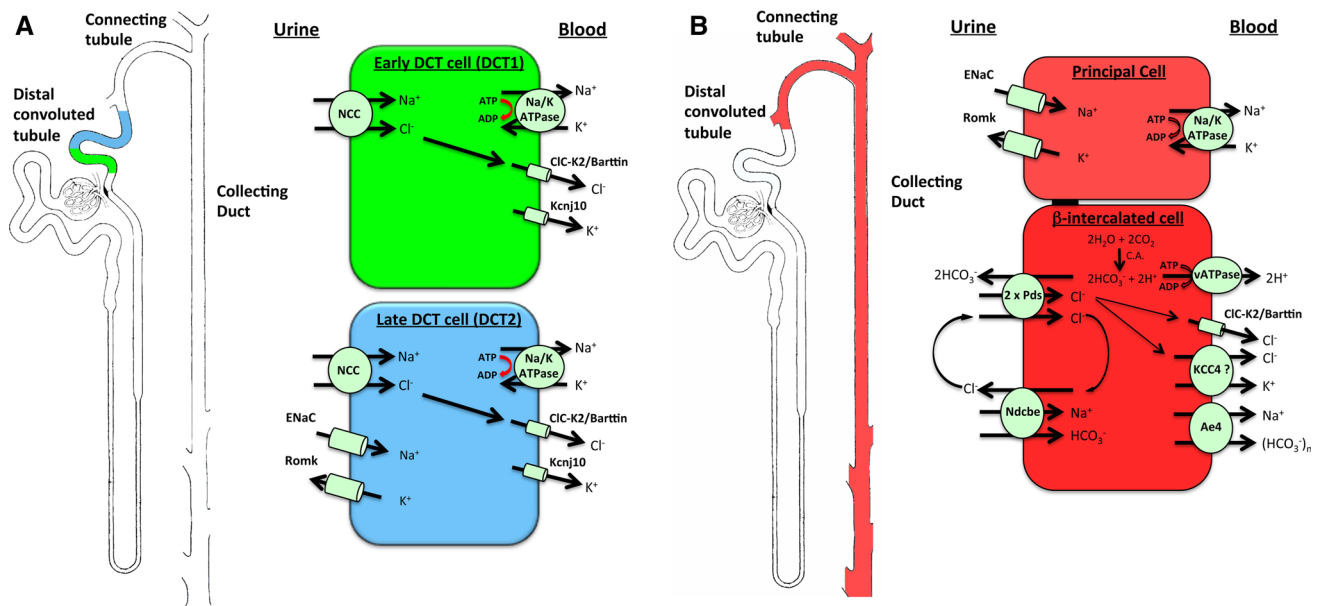 A
Connecting
tubule
Distal
convoluted
tubule
Collecting
Duct
Urine
Blood
Early DCT cell (DCT1)
NCC
Na⁺
Cl⁻
ATP
ADP
Na/K
ATPase
Na⁺
K⁺
ClC-K2/Barttin
Cl⁻
Kcnj10
K⁺
Late DCT cell (DCT2)
NCC
Na⁺
Cl⁻
ATP
ADP
Na/K
ATPase
Na⁺
K⁺
ClC-K2/Barttin
Cl⁻
ENaC
Na⁺
Romk
K⁺
Kcnj10
K⁺
B
Connecting
tubule
Distal
convoluted
tubule
Collecting
Duct
Urine
Blood
Principal Cell
ENaC
Na⁺
Romk
K⁺
ATP
ADP
Na/K
ATPase
Na⁺
K⁺
β-intercalated cell
2H₂O + 2CO₂
C.A.
2HCO₃⁻
2HCO₃⁻ + 2H⁺
ATP
ADP
vATPase
2H⁺
2 x Pds
Cl⁻
Cl⁻
ClC-K2/Barttin
Cl⁻
KCC4 ?
Cl⁻
K⁺
Cl⁻
Ndcbe
Na⁺
HCO₃⁻
Ae4
Na⁺
(HCO₃⁻)n